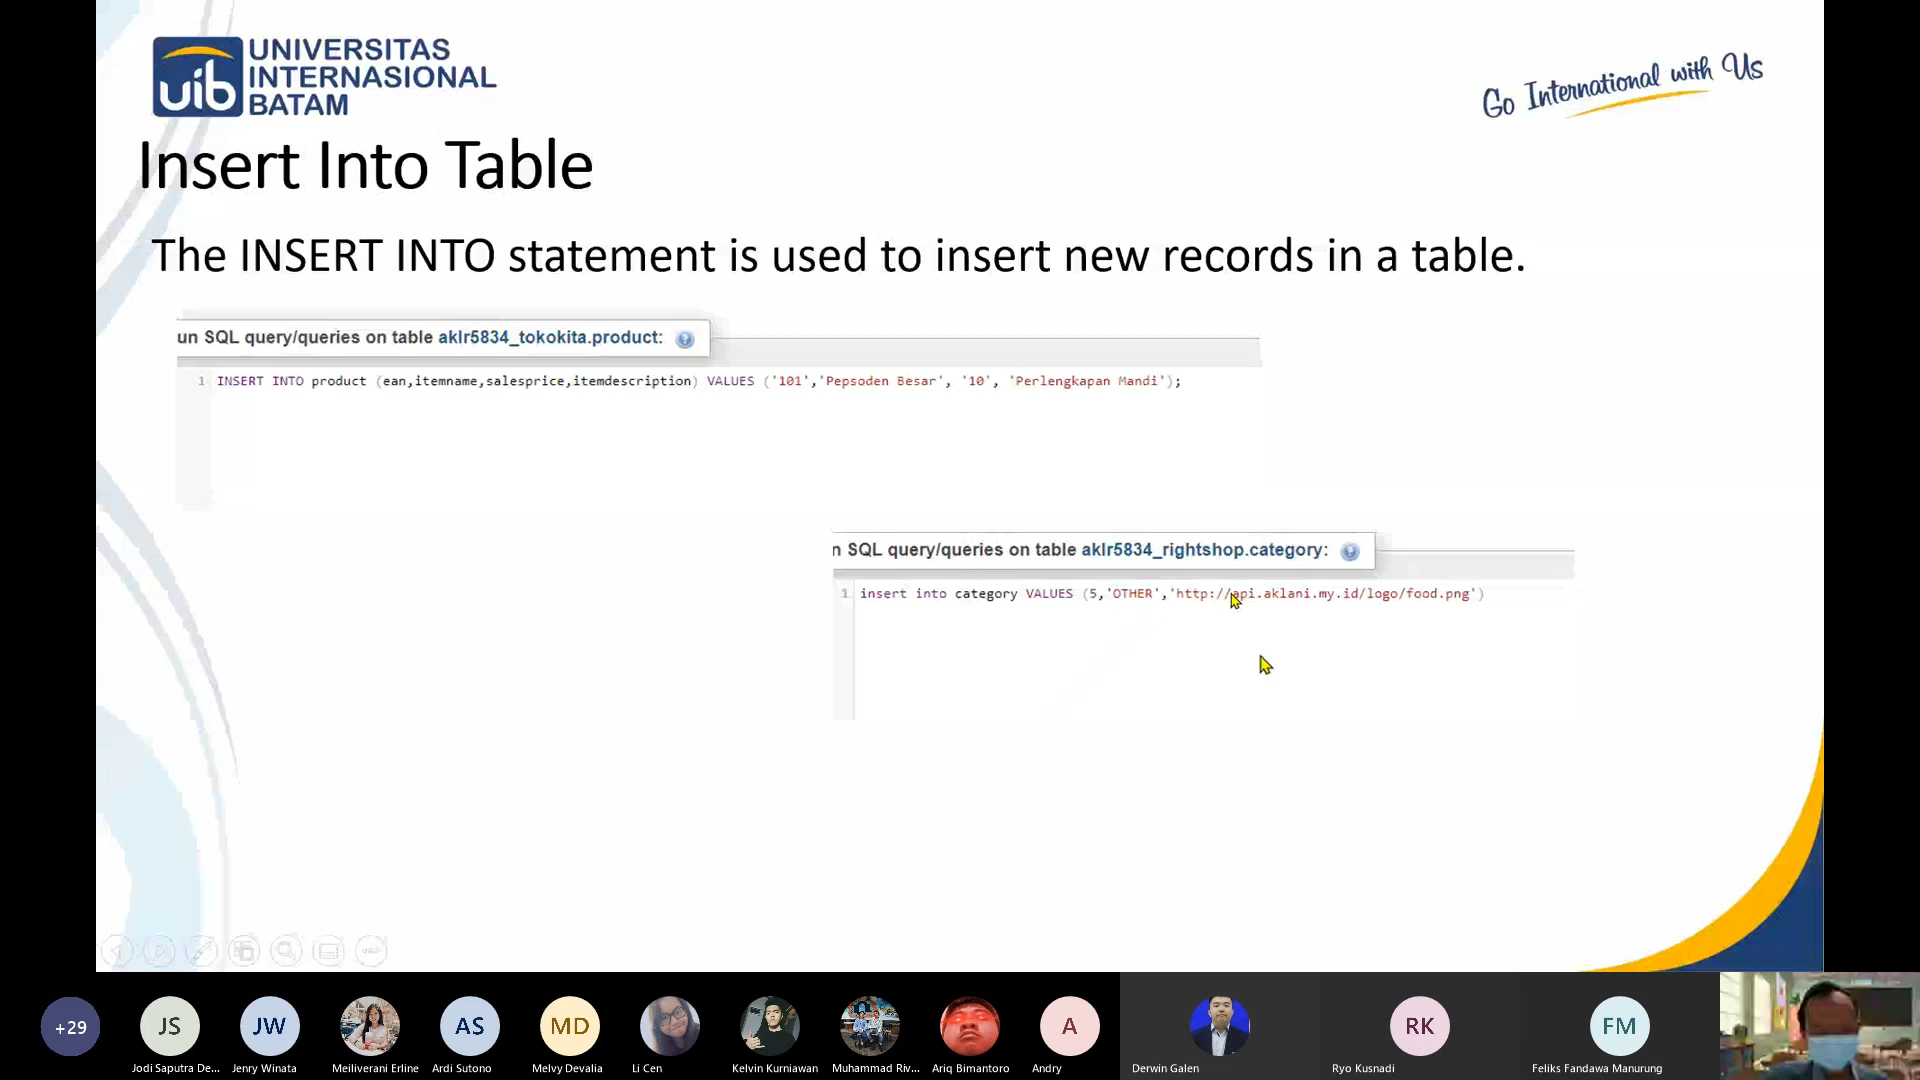 uib
UNIVERSITAS
INTERNASIONAL
BATAM
Go International with Us
Insert Into Table
The INSERT INTO statement is used to insert new records in a table.
un SQL query/queries on table aklr5834_tokokita.product:
1 INSERT INTO product (ean,itemname,salesprice,itemdescription) VALUES ('101','Pepsoden Besar', '10', 'Perlengkapan Mandi');
n SQL query/queries on table aklr5834_rightshop.category:
1 insert into category VALUES (5,'OTHER','http://api.aklani.my.id/logo/food.png')
+29
JS
JW
AS
MD
A
RK
FM
Jodi Saputra De...
Jenry Winata
Meiliverani Erline
Ardi Sutono
Melvy Devalia
Li Cen
Kelvin Kurniawan
Muhammad Riv...
Ariq Bimantoro
Andry
Derwin Galen
Ryo Kusnadi
Feliks Fandawa Manurung